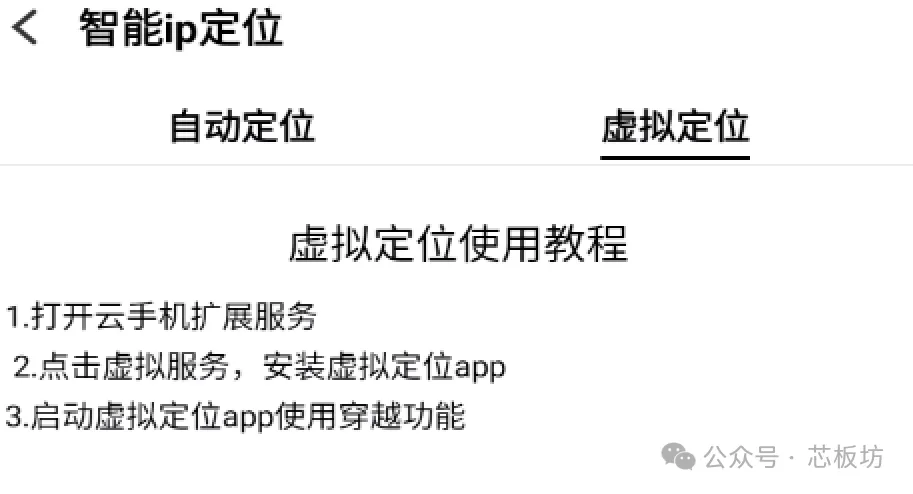 智能ip定位
自动定位
虚拟定位
虚拟定位使用教程
1.打开云手机扩展服务
2.点击虚拟服务，安装虚拟定位app
3.启动虚拟定位app使用穿越功能
公众号 · 芯板坊